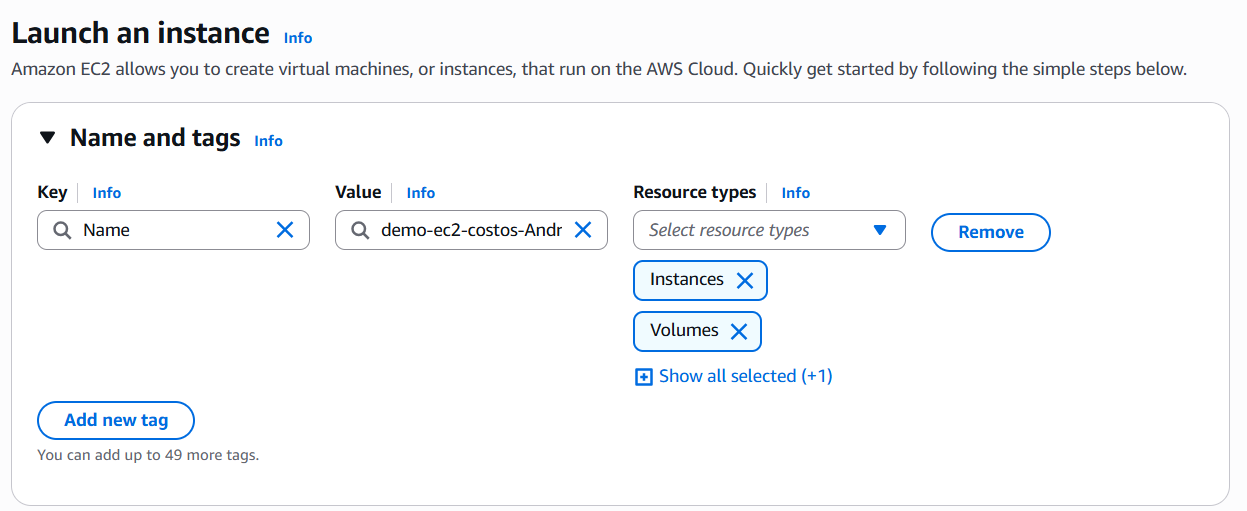 Launch an instance Info
Amazon EC2 allows you to create virtual machines, or instances, that run on the AWS Cloud. Quickly get started by following the simple steps below.
Name and tags Info
Key Info Value Info Resource types Info
Name demo-ec2-costos-Andr Select resource types Remove
Instances
Volumes
Show all selected (+1)
Add new tag
You can add up to 49 more tags.